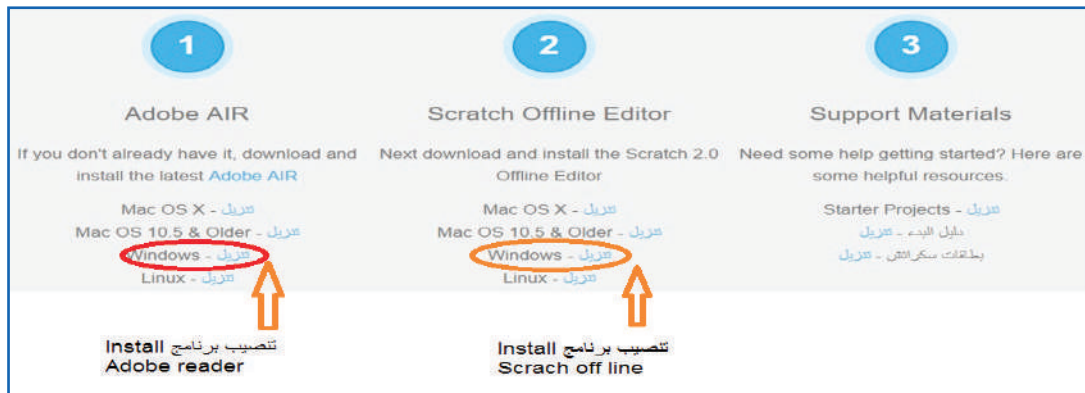 1
Adobe AIR
If you don't already have it, download and
install the latest Adobe AIR
Mac OS X - تنزيل
Mac OS 10.5 & Older - تنزيل
Windows - تنزيل
Linux - تنزيل
تنصيب برنامج Install
Adobe reader
2
Scratch Offline Editor
Next download and install the Scratch 2.0
Offline Editor
Mac OS X - تنزيل
Mac OS 10.5 & Older - تنزيل
Windows - تنزيل
Linux - تنزيل
تنصيب برنامج Install
Scrach off line
3
Support Materials
Need some help getting started? Here are
some helpful resources.
Starter Projects - تنزيل
دليل البدء - تنزيل
بطاقات سكراتش - تنزيل